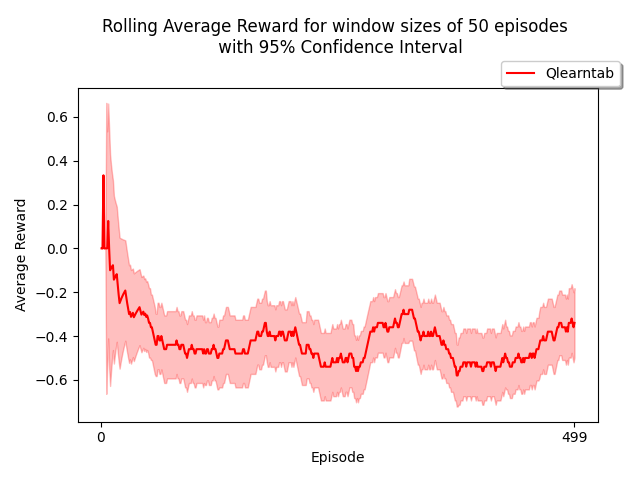 Rolling Average Reward for window sizes of 50 episodes
with 95% Confidence Interval
Qlearntab
0.6
0.4
0.2
0.0
−0.2
−0.4
−0.6
Average Reward
0 499
Episode